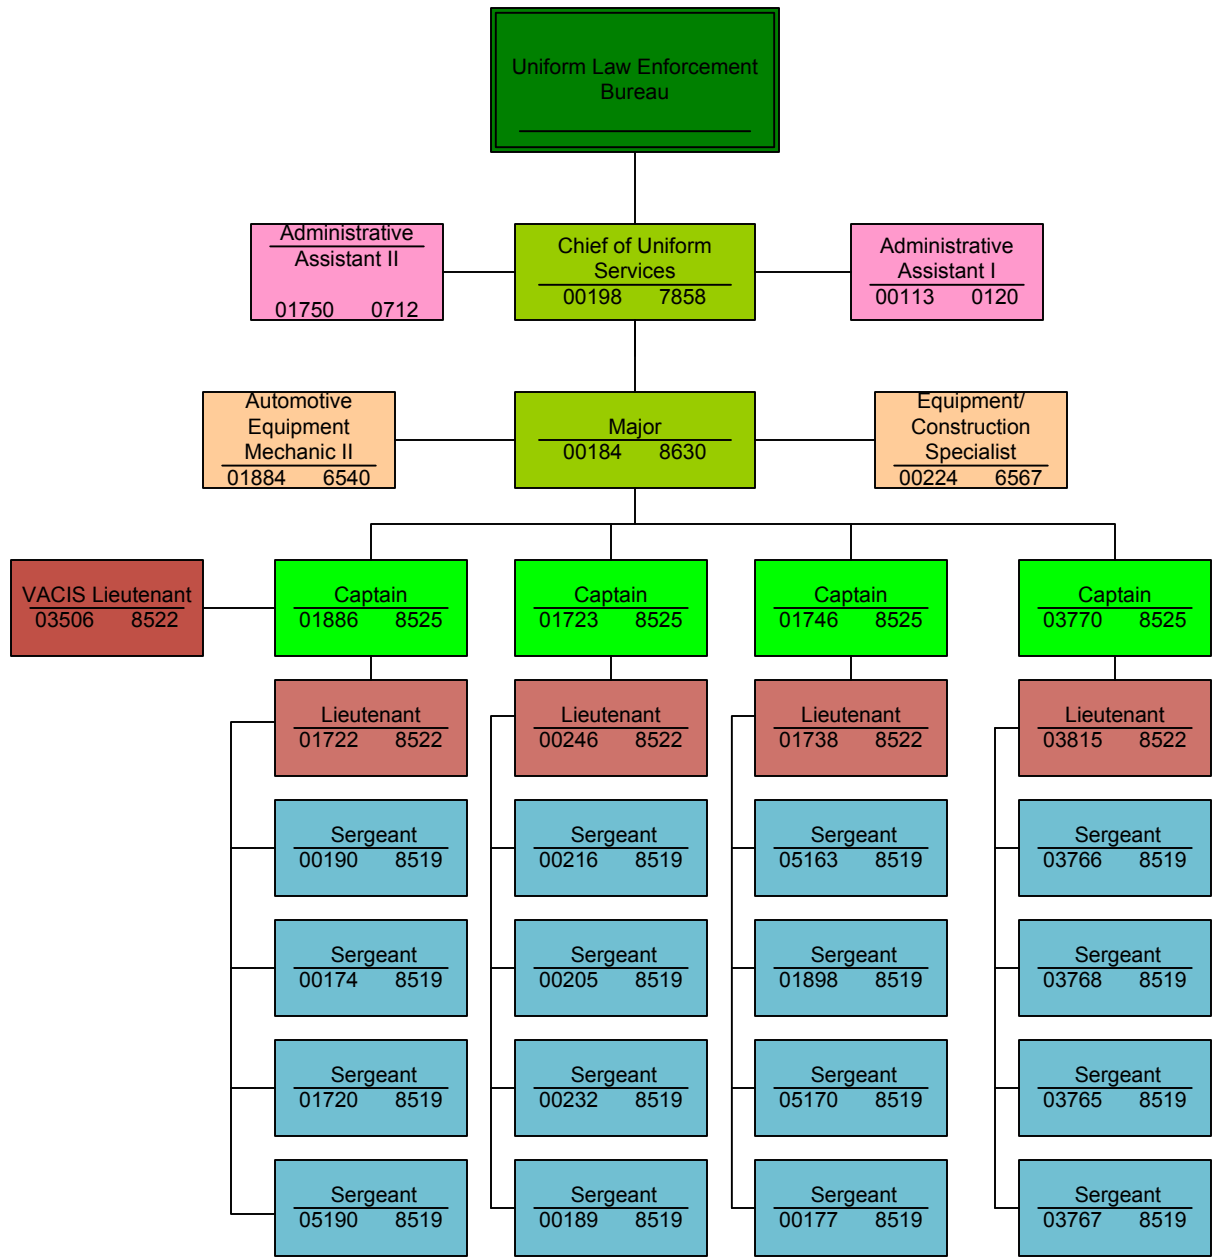 Uniform Law Enforcement
Bureau
Administrative
Assistant II
01750 0712
Chief of Uniform
Services
00198 7858
Administrative
Assistant I
00113 0120
Automotive
Equipment
Mechanic II
01884 6540
Major
00184 8630
Equipment/
Construction
Specialist
00224 6567
VACIS Lieutenant
03506 8522
Captain
01886 8525
Captain
01723 8525
Captain
01746 8525
Captain
03770 8525
Lieutenant
01722 8522
Lieutenant
00246 8522
Lieutenant
01738 8522
Lieutenant
03815 8522
Sergeant
00190 8519
Sergeant
00216 8519
Sergeant
05163 8519
Sergeant
03766 8519
Sergeant
00174 8519
Sergeant
00205 8519
Sergeant
01898 8519
Sergeant
03768 8519
Sergeant
01720 8519
Sergeant
00232 8519
Sergeant
05170 8519
Sergeant
03765 8519
Sergeant
05190 8519
Sergeant
00189 8519
Sergeant
00177 8519
Sergeant
03767 8519